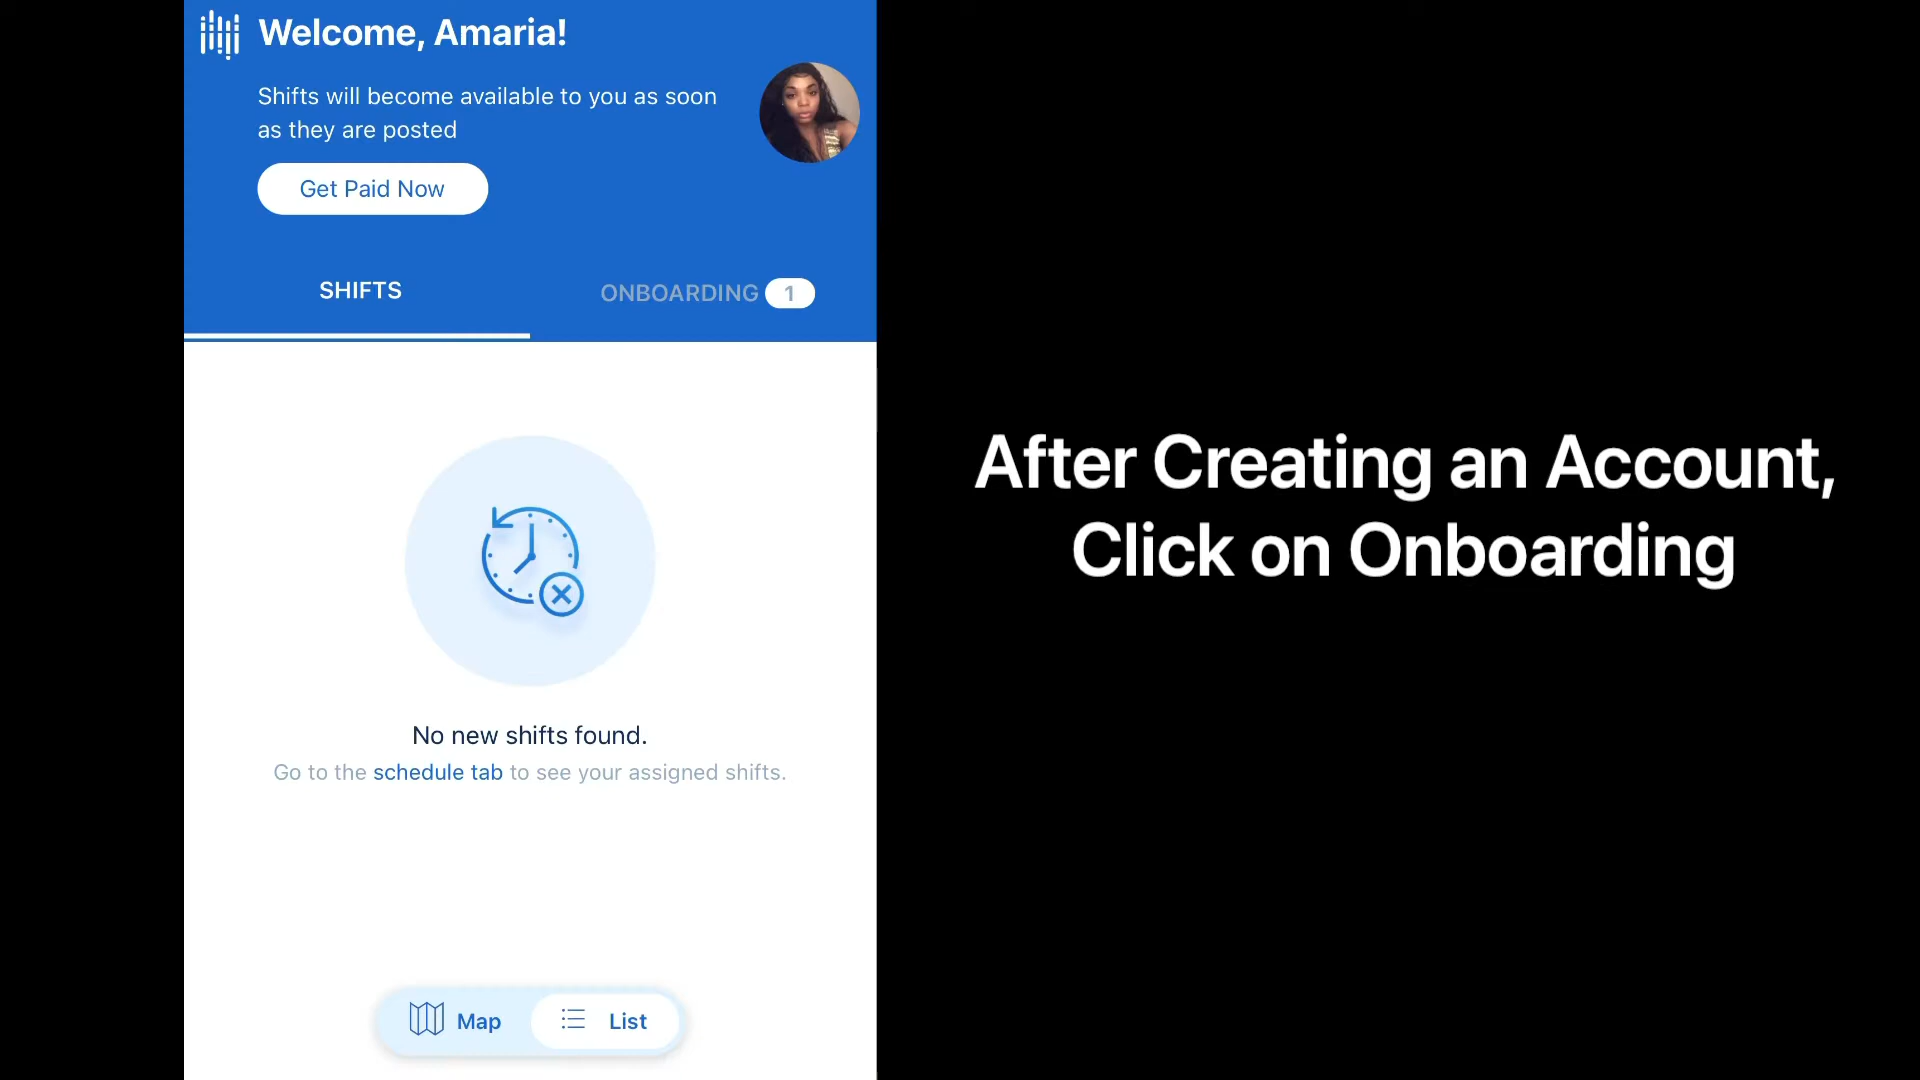 Welcome, Amaria!
Shifts will become available to you as soon
as they are posted
Get Paid Now
SHIFTS
ONBOARDING 1
No new shifts found.
Go to the schedule tab to see your assigned shifts.
Map
List
After Creating an Account,
Click on Onboarding